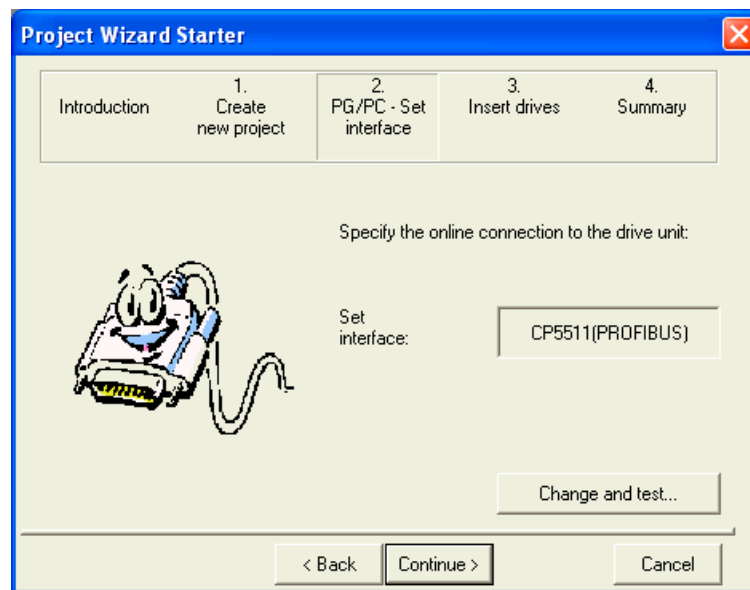 Project Wizard Starter
Introduction
1.
Create
new project
2.
PG/PC - Set
interface
3.
Insert drives
4.
Summary
Specify the online connection to the drive unit:
Set
interface:
CP5511(PROFIBUS)
Change and test...
< Back
Continue >
Cancel